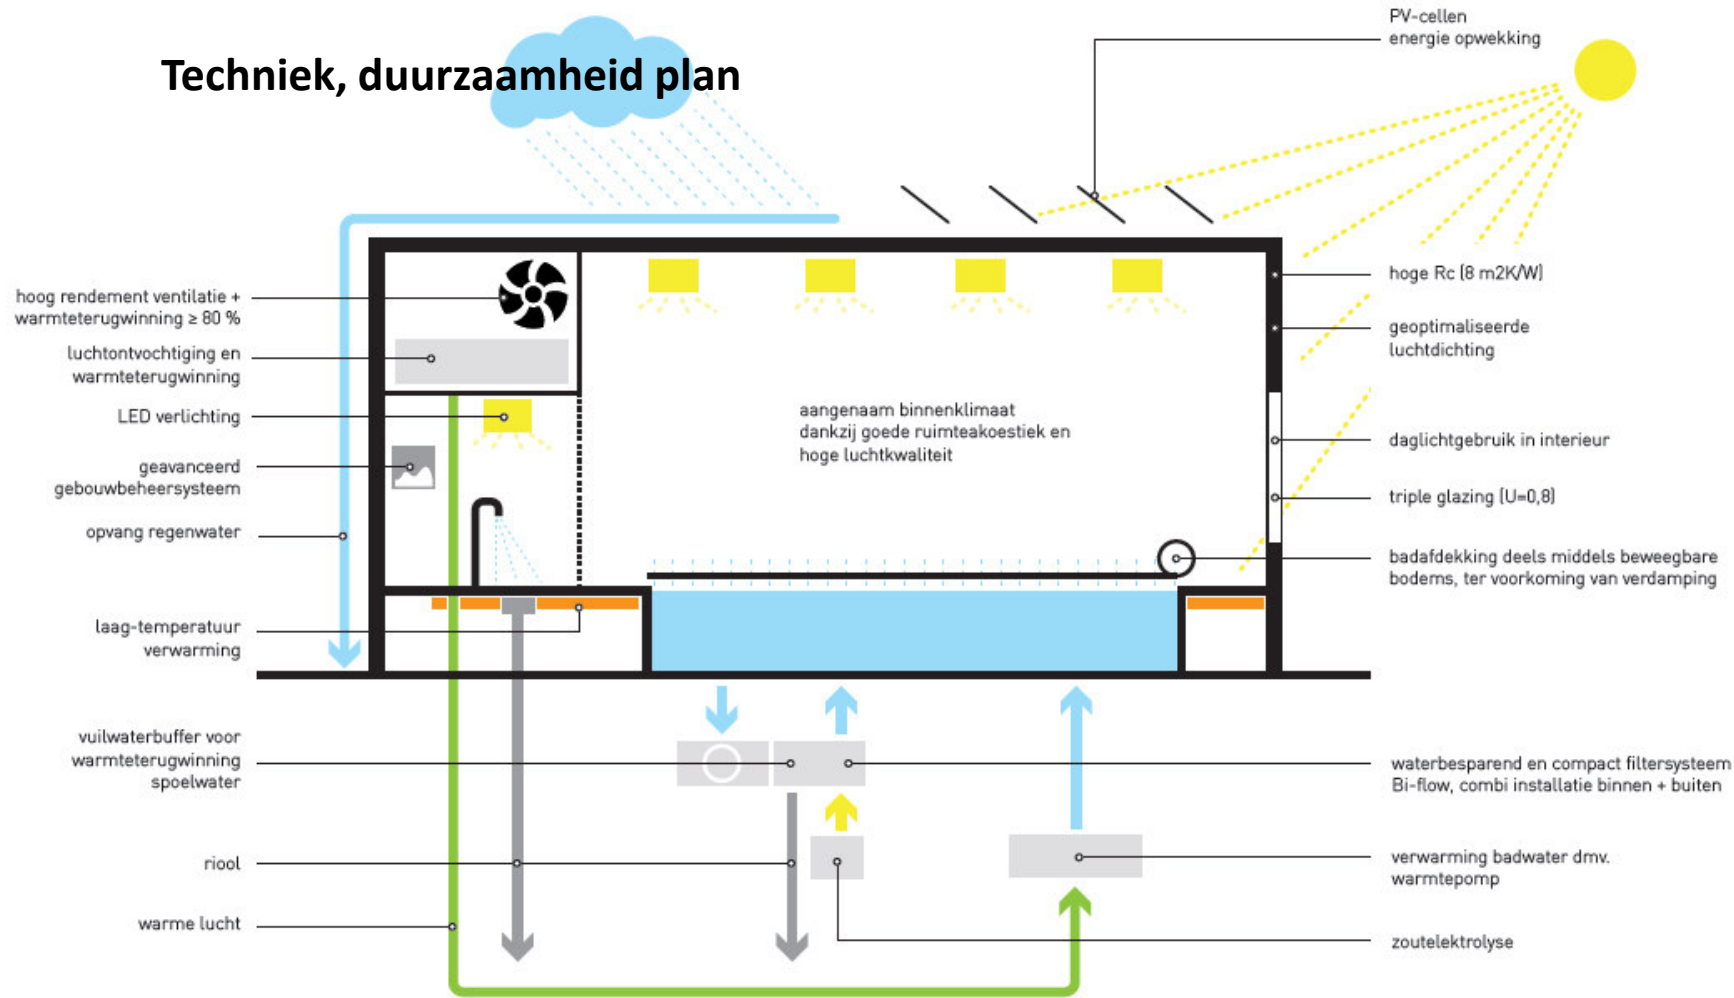 Techniek, duurzaamheid plan
PV-cellen
energie opwekking
hoog rendement ventilatie +
warmteterugwinning ≥ 80 %
luchtontvochtiging en
warmteterugwinning
LED verlichting
geavanceerd
gebouwbeheersysteem
opvang regenwater
laag-temperatuur
verwarming
vuilwaterbuffer voor
warmteterugwinning
spoelwater
riool
warme lucht
aangenaam binnenklimaat
dankzij goede ruimteakoestiek en
hoge luchtkwaliteit
hoge Rc (8 m2K/W)
geoptimaliseerde
luchtdichting
daglichtgebruik in interieur
triple glazing (U=0,8)
badafdekking deels middels beweegbare
bodems, ter voorkoming van verdamping
waterbesparend en compact filtersysteem
Bi-flow, combi installatie binnen + buiten
verwarming badwater dmv.
warmtepomp
zoutelektrolyse